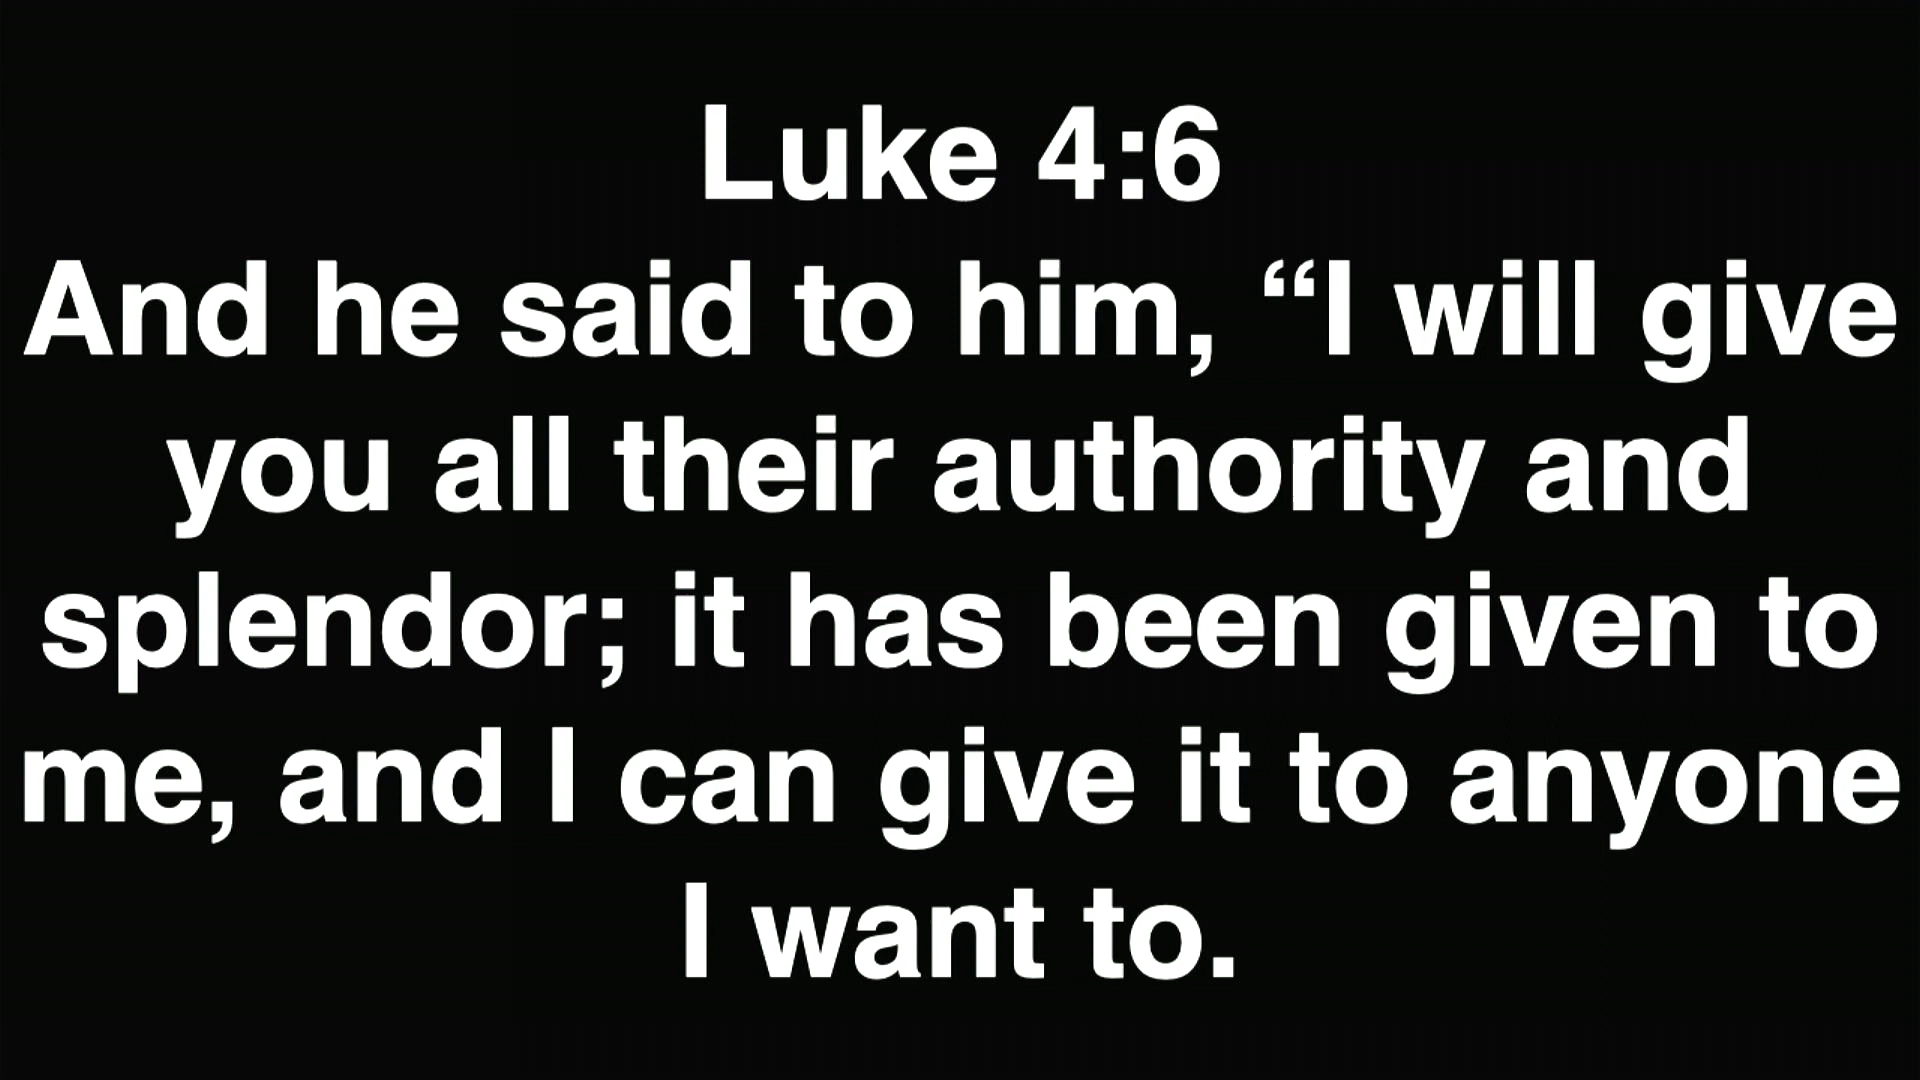 Luke 4:6
And he said to him, “I will give
you all their authority and
splendor; it has been given to
me, and I can give it to anyone
I want to.